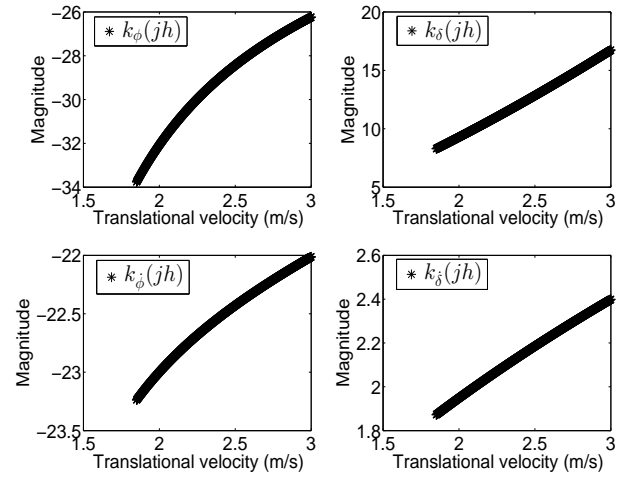 -26
-28
-30
-32
-34
Magnitude
* k_ϕ(jh)
1.5 2 2.5 3
Translational velocity (m/s)
20
15
10
5
Magnitude
* k_δ(jh)
1.5 2 2.5 3
Translational velocity (m/s)
-22
-22.5
-23
-23.5
Magnitude
* k_ϕ̇(jh)
1.5 2 2.5 3
Translational velocity (m/s)
2.6
2.4
2.2
2
1.8
Magnitude
* k_δ̇(jh)
1.5 2 2.5 3
Translational velocity (m/s)